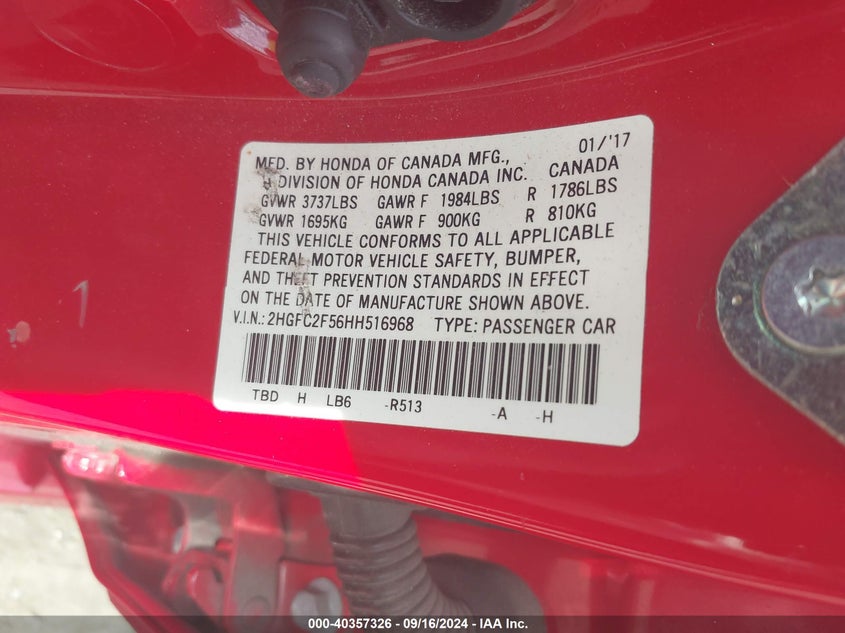 01/'17
MFD. BY HONDA OF CANADA MFG.,
A DIVISION OF HONDA CANADA INC. CANADA
GVWR 3737LBS GAWR F 1984LBS R 1786LBS
GVWR 1695KG GAWR F 900KG R 810KG
THIS VEHICLE CONFORMS TO ALL APPLICABLE
FEDERAL MOTOR VEHICLE SAFETY, BUMPER,
AND THEFT PREVENTION STANDARDS IN EFFECT
ON THE DATE OF MANUFACTURE SHOWN ABOVE.
V.I.N.: 2HGFC2F56HH516968 TYPE: PASSENGER CAR
TBD H LB6 -R513 -A -H
000-40357326 - 09/16/2024 - IAA Inc.